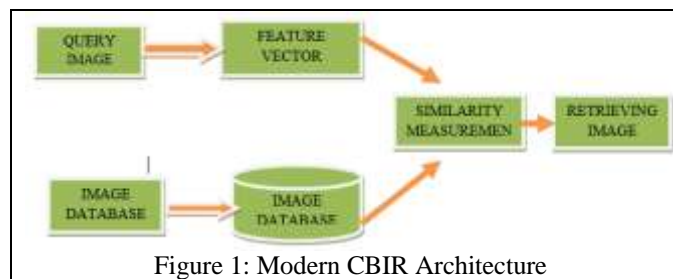 QUERY
IMAGE
FEATURE
VECTOR
SIMILARITY
MEASUREMEN
RETRIEVING
IMAGE
IMAGE
DATABASE
IMAGE
DATABASE
Figure 1: Modern CBIR Architecture